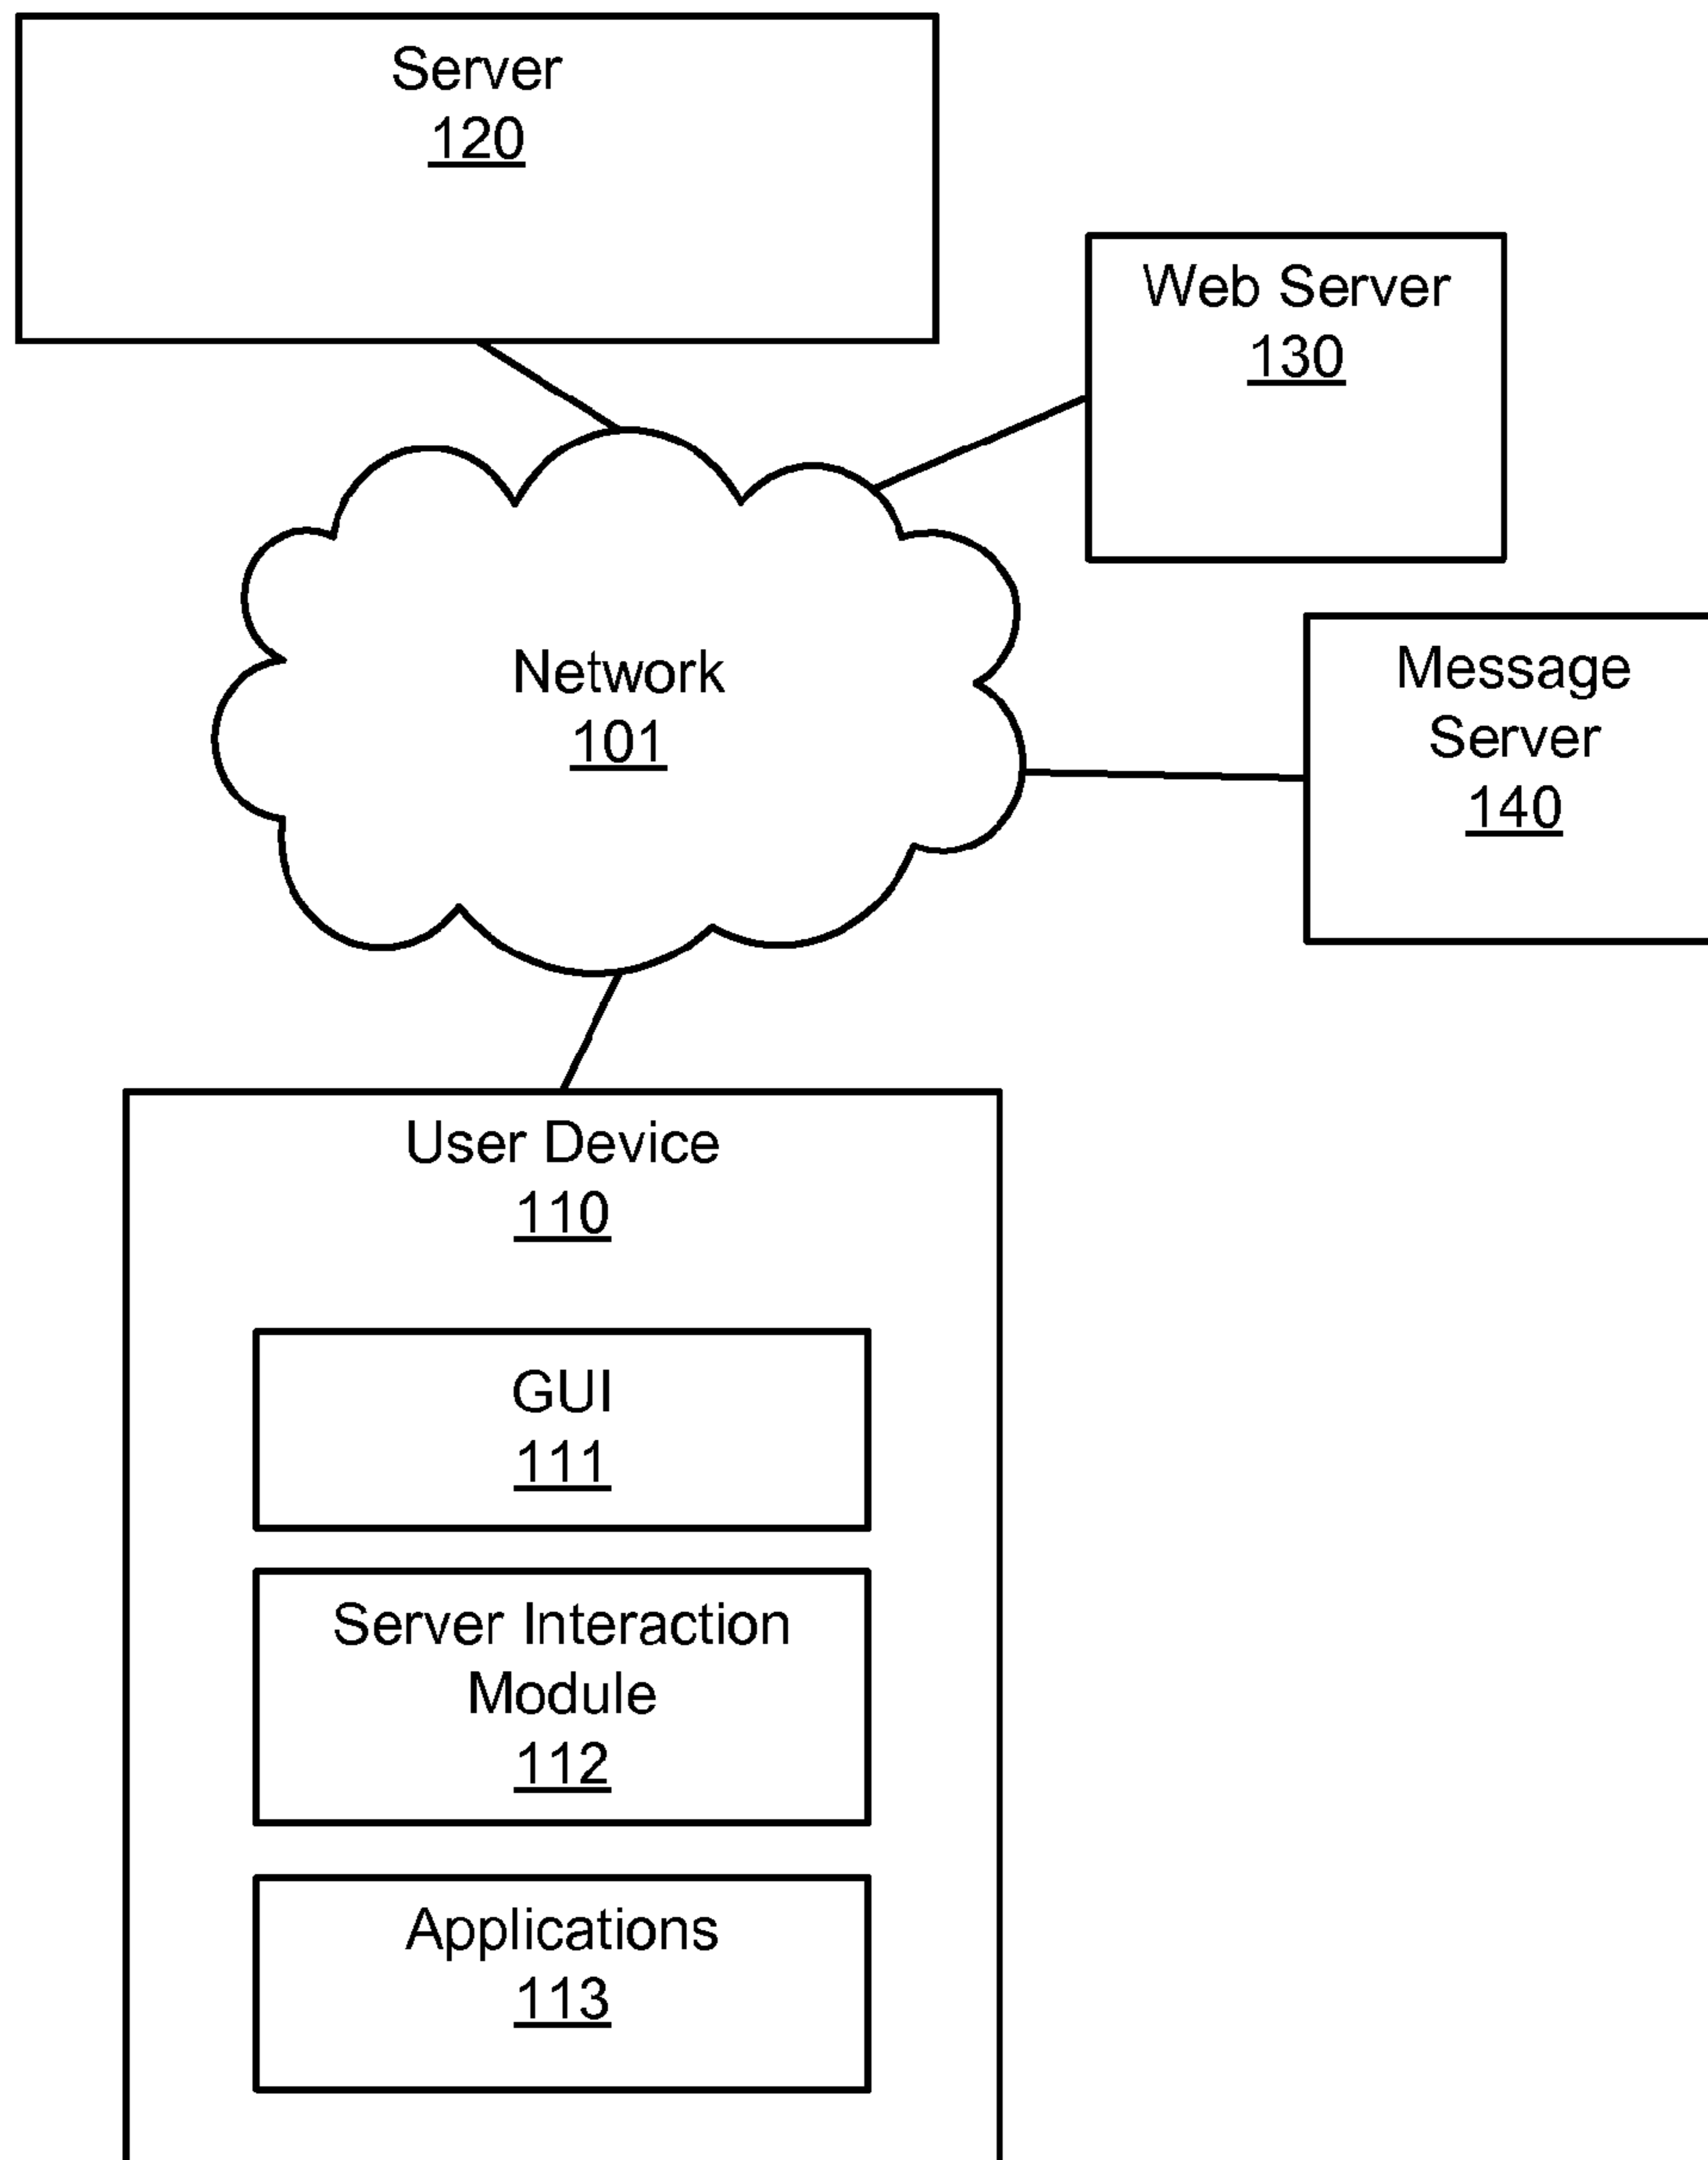 Server
120
Web Server
130
Network
101
Message
Server
140
User Device
110
GUI
111
Server Interaction
Module
112
Applications
113